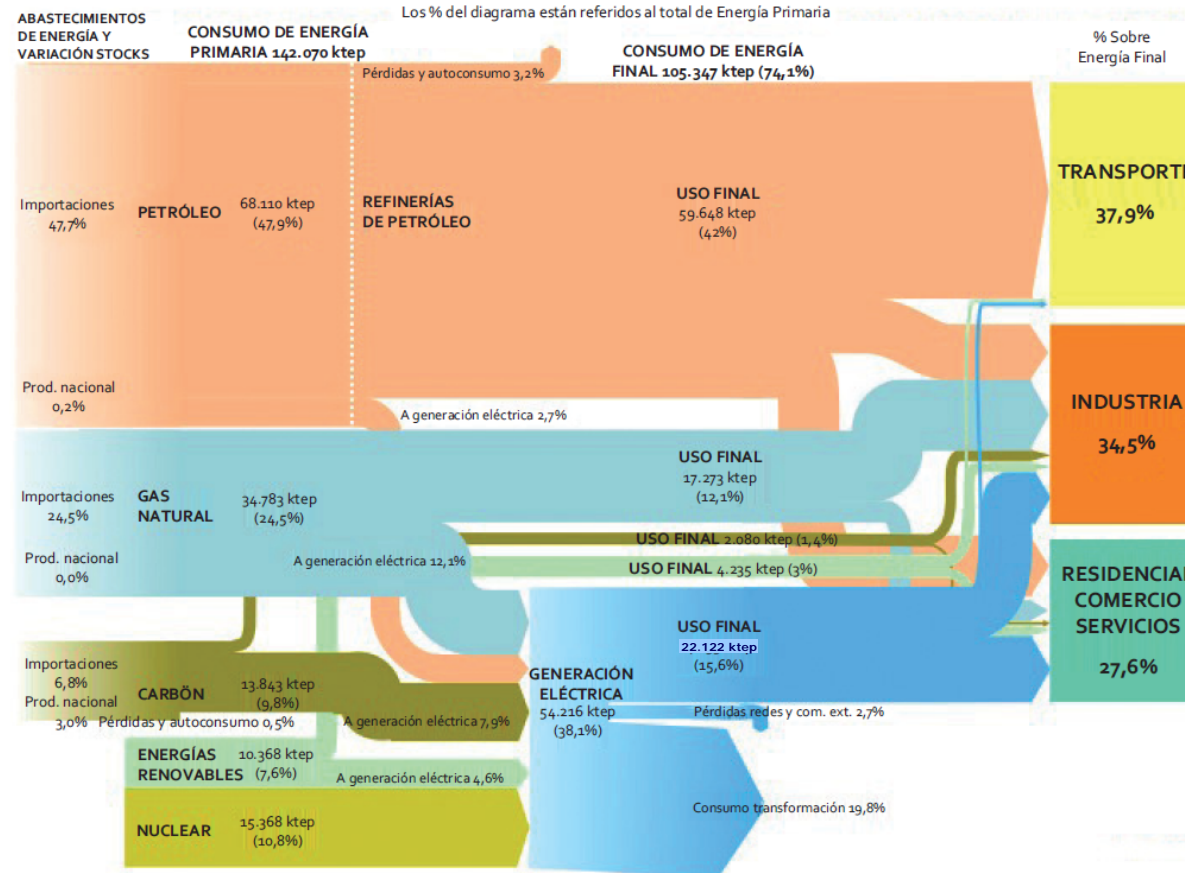 Los % del diagrama están referidos al total de Energía Primaria
ABASTECIMIENTOS
DE ENERGÍA Y
VARIACIÓN STOCKS
CONSUMO DE ENERGÍA
PRIMARIA 142.070 ktep
CONSUMO DE ENERGÍA
FINAL 105.347 ktep (74,1%)
% Sobre
Energía Final
Pérdidas y autoconsumo 3,2%
Importaciones
47,7%
PETRÓLEO
68.110 ktep
(47,9%)
REFINERÍAS
DE PETRÓLEO
USO FINAL
59.648 ktep
(42%)
TRANSPORTE
37,9%
Prod. nacional
0,2%
A generación eléctrica 2,7%
INDUSTRIA
34,5%
Importaciones
24,5%
GAS
NATURAL
34.783 ktep
(24,5%)
USO FINAL
17.273 ktep
(12,1%)
Prod. nacional
0,0%
A generación eléctrica 12,1%
USO FINAL 2.080 ktep (1,4%)
USO FINAL 4.235 ktep (3%)
RESIDENCIAL
COMERCIO
SERVICIOS
27,6%
USO FINAL
22.122 ktep
(15,6%)
Importaciones
6,8%
Prod. nacional
3,0%
CARBÖN
13.843 ktep
(9,8%)
Pérdidas y autoconsumo 0,5%
A generación eléctrica 7,9%
GENERACIÓN
ELÉCTRICA
54.216 ktep
(38,1%)
Pérdidas redes y com. ext. 2,7%
ENERGÍAS
RENOVABLES
10.368 ktep
(7,6%)
A generación eléctrica 4,6%
Consumo transformación 19,8%
NUCLEAR
15.368 ktep
(10,8%)